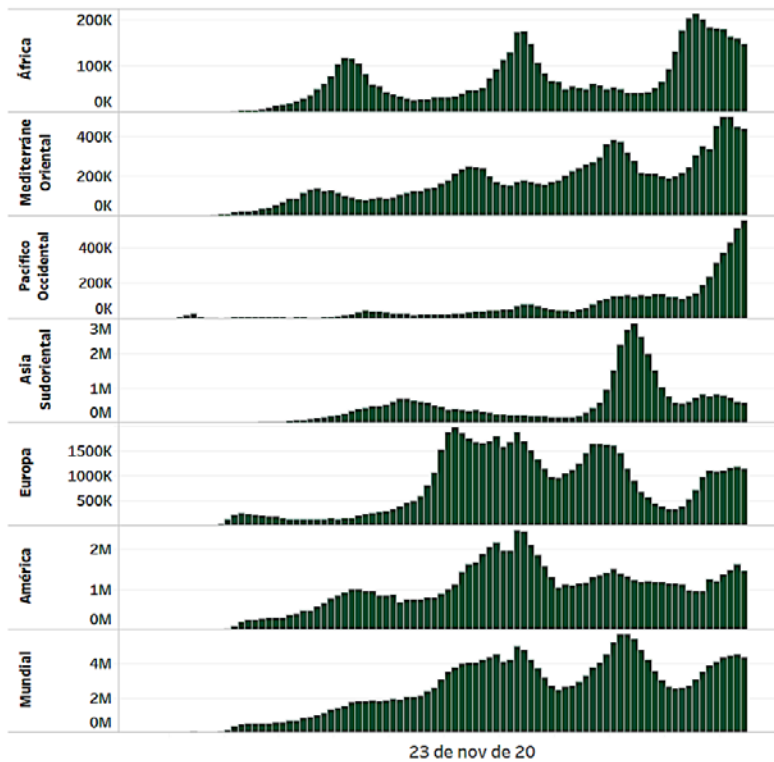 África
200K
100K
0K
Mediterráne
Oriental
400K
200K
0K
Pacífico
Occidental
400K
200K
0K
Asia
Sudoriental
3M
2M
1M
0M
Europa
1500K
1000K
500K
América
2M
1M
0M
Mundial
4M
2M
0M
23 de nov de 20